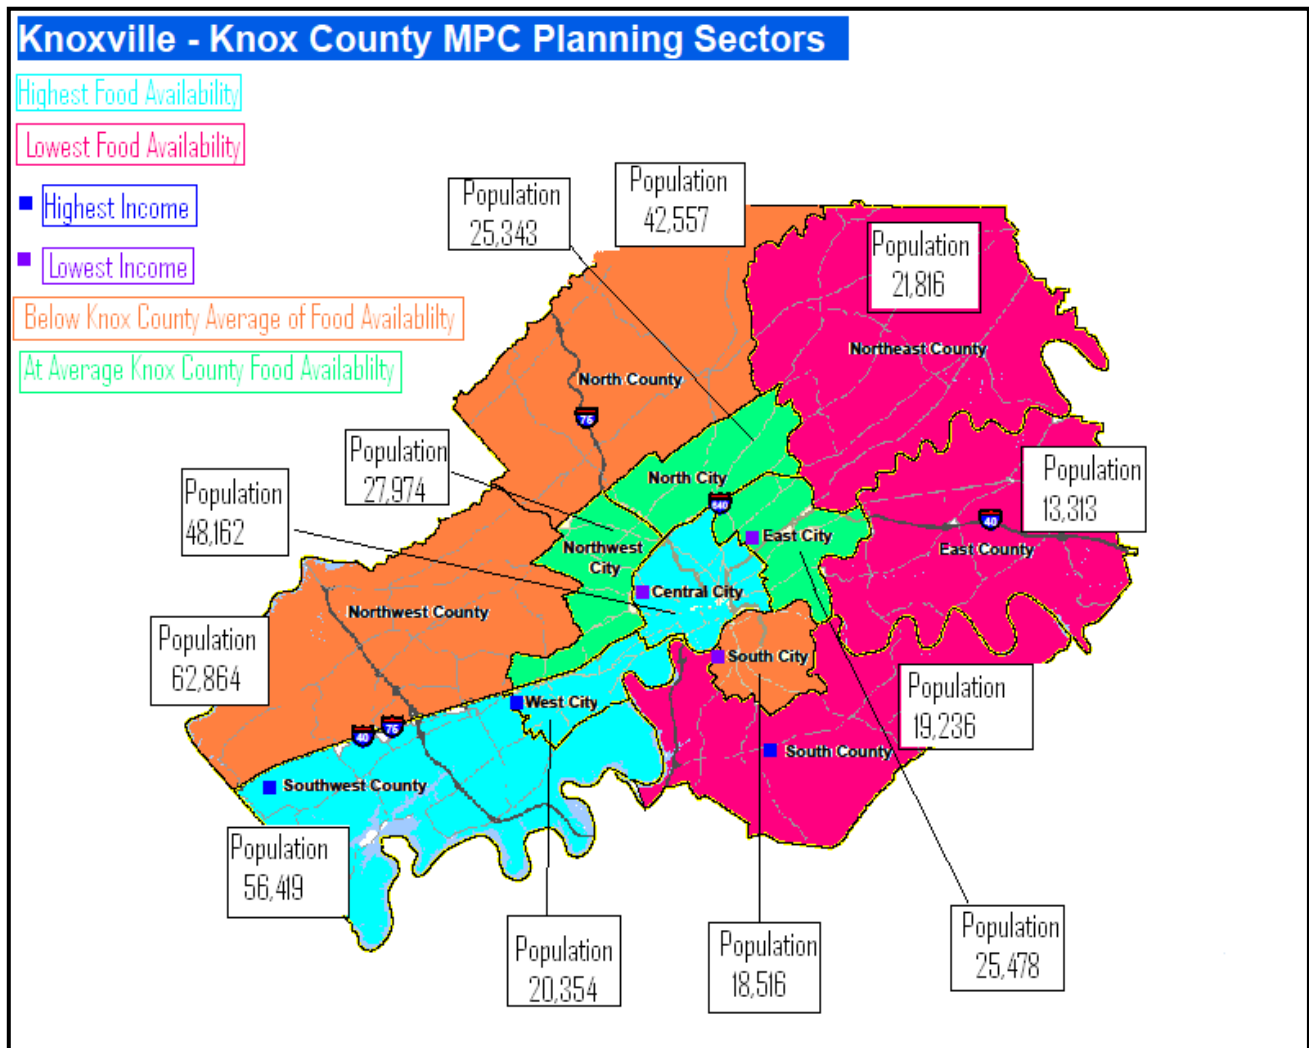 Knoxville - Knox County MPC Planning Sectors
Highest Food Availability
Lowest Food Availability
Highest Income
Lowest Income
Below Knox County Average of Food Availablilty
At Average Knox County Food Availablilty
Population
25,343
Population
42,557
Population
21,816
Northeast County
North County
75
Population
27,974
Population
48,162
North City
640
Population
13,313
40
East County
East City
Northwest
City
Central City
Northwest County
Population
62,864
South City
Population
19,236
West City
40
75
South County
Southwest County
Population
56,419
Population
20,354
Population
18,516
Population
25,478